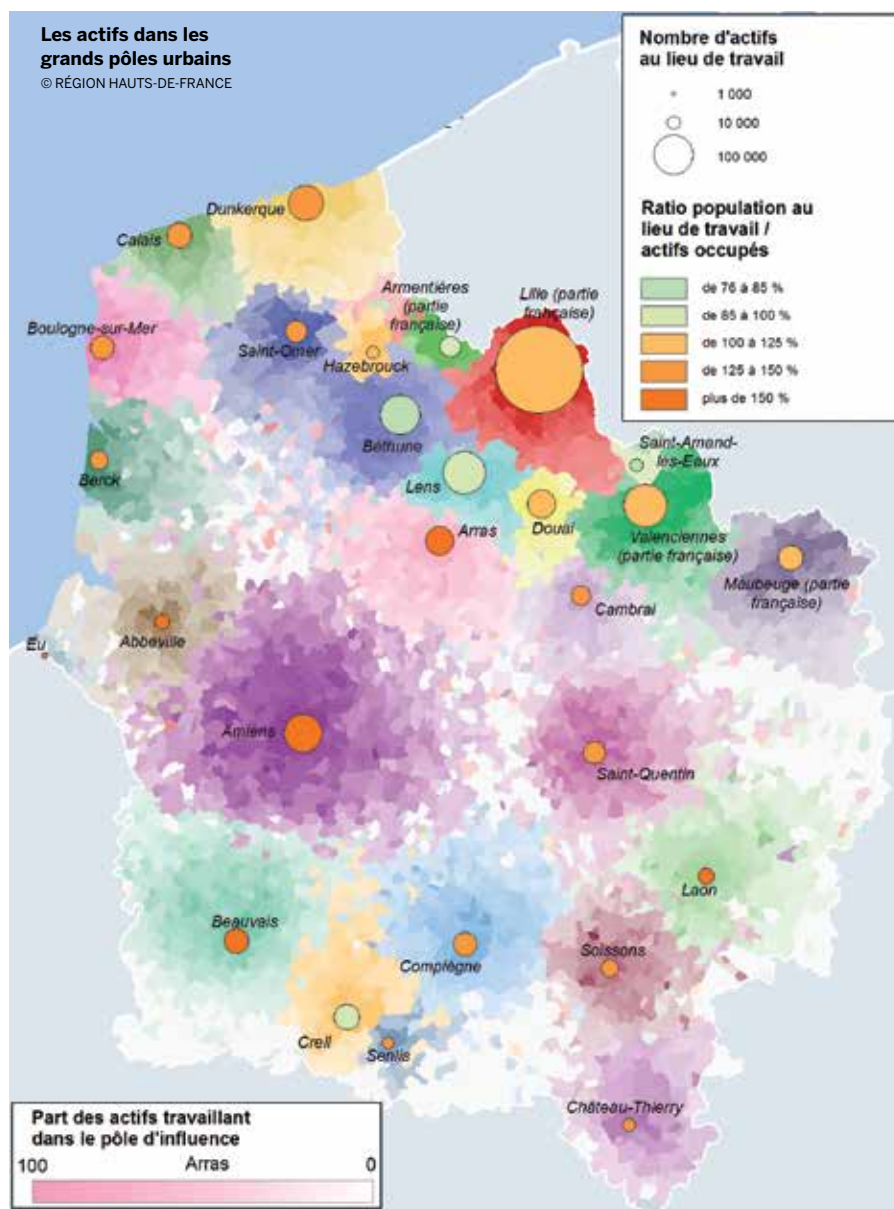 Les actifs dans les
grands pôles urbains
© RÉGION HAUTS-DE-FRANCE
Nombre d'actifs
au lieu de travail
1 000
10 000
100 000
Ratio population au
lieu de travail /
actifs occupés
de 76 à 85 %
de 85 à 100 %
de 100 à 125 %
de 125 à 150 %
plus de 150 %
Dunkerque
Calais
Armentières
(partie
française)
Lille (partie
française)
Boulogne-sur-Mer
Saint-Omer
Hazebrouck
Béthune
Saint-Amand-
les-Eaux
Berck
Lens
Arras
Douai
Valenciennes
(partie française)
Maubeuge (partie
française)
Cambrai
Abbeville
Eu
Amiens
Saint-Quentin
Laon
Beauvais
Compiègne
Soissons
Creil
Senlis
Château-Thierry
Part des actifs travaillant
dans le pôle d'influence
100 Arras 0